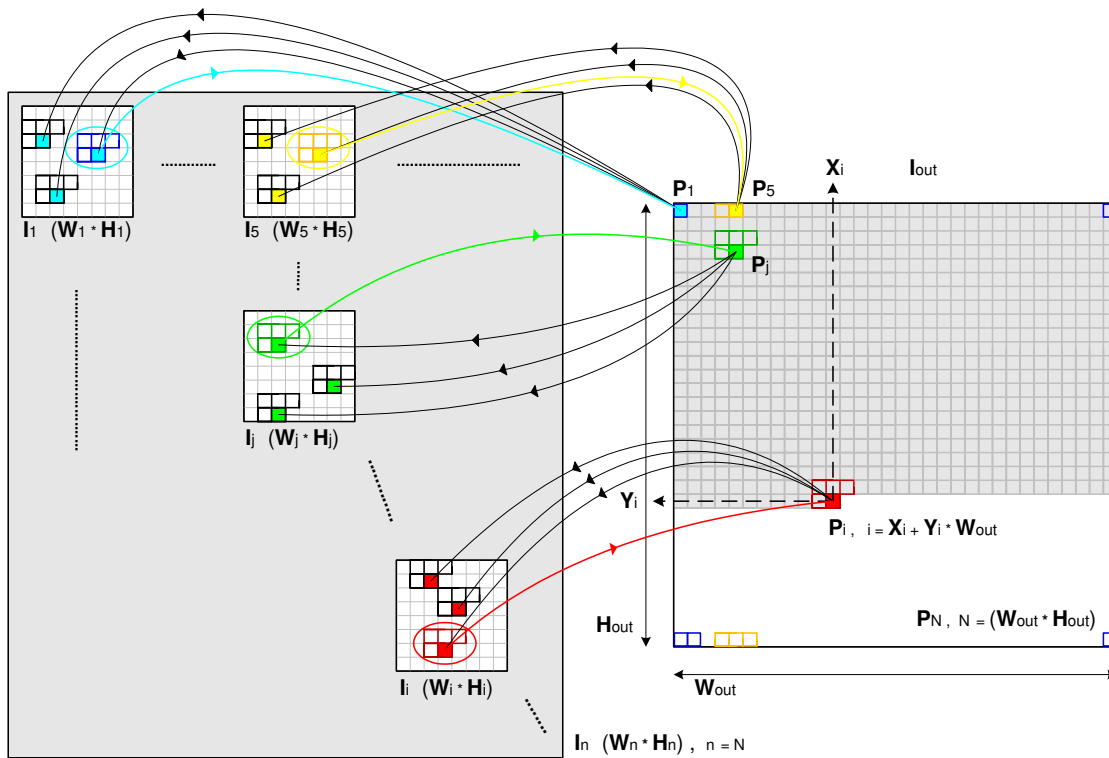 Xi Iout
P1 P5
I1 (W1 * H1) I5 (W5 * H5)
Pj
Ij (Wj * Hj)
Yi
Pi , i = Xi + Yi * Wout
Hout
PN , N = (Wout * Hout)
Ii (Wi * Hi)
Wout
In (Wn * Hn) , n = N